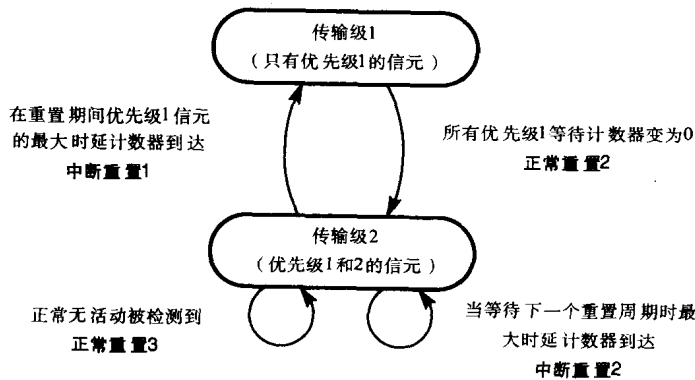 传输级1
(只有优先级1的信元)
在重置期间优先级1信元
的最大时延计数器到达
中断重置1
所有优先级1等待计数器变为0
正常重置2
传输级2
(优先级1和2的信元)
正常无活动被检测到
正常重置3
当等待下一个重置周期时最
大时延计数器到达
中断重置2